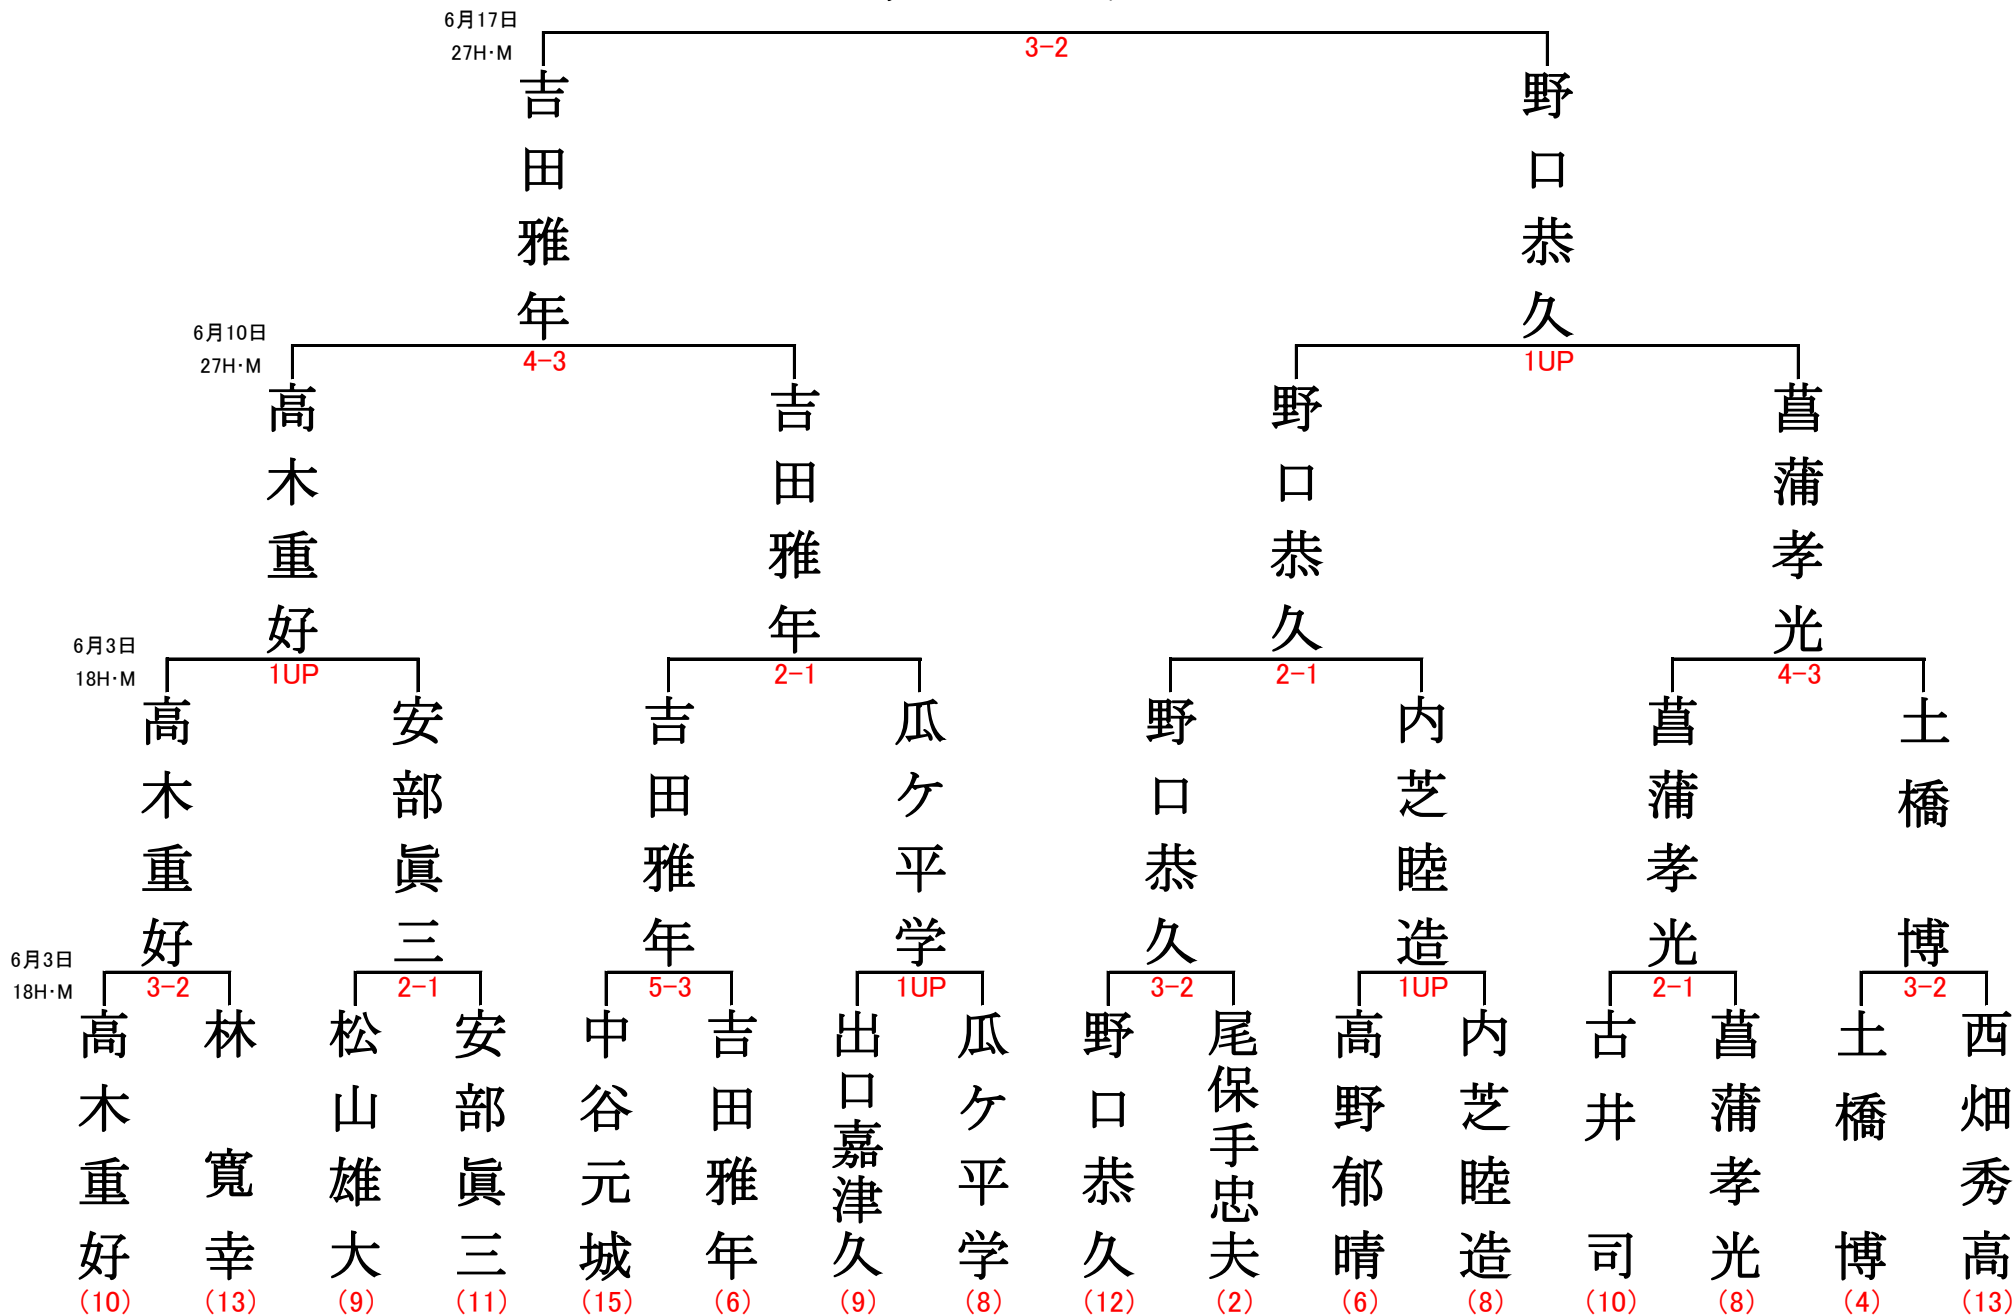 6月17日
27H・M
3-2
吉田雅年
野口恭久
6月10日
27H・M
4-3
1UP
高木重好
吉田雅年
野口恭久
菖蒲孝光
6月3日
18H・M
1UP
2-1
2-1
4-3
高木重好
安部眞三
吉田雅年
瓜ケ平学
野口恭久
内芝睦造
菖蒲孝光
土橋 博
6月3日
18H・M
3-2
2-1
5-3
1UP
3-2
1UP
2-1
3-2
高木重好
林 寛幸
松山雄大
安部眞三
中谷元城
吉田雅年
出口嘉津久
瓜ケ平学
野口恭久
尾保手忠夫
高野郁晴
内芝睦造
古井 司
菖蒲孝光
土橋 博
西畑秀高
(10)
(13)
(9)
(11)
(15)
(6)
(9)
(8)
(12)
(2)
(6)
(8)
(10)
(8)
(4)
(13)